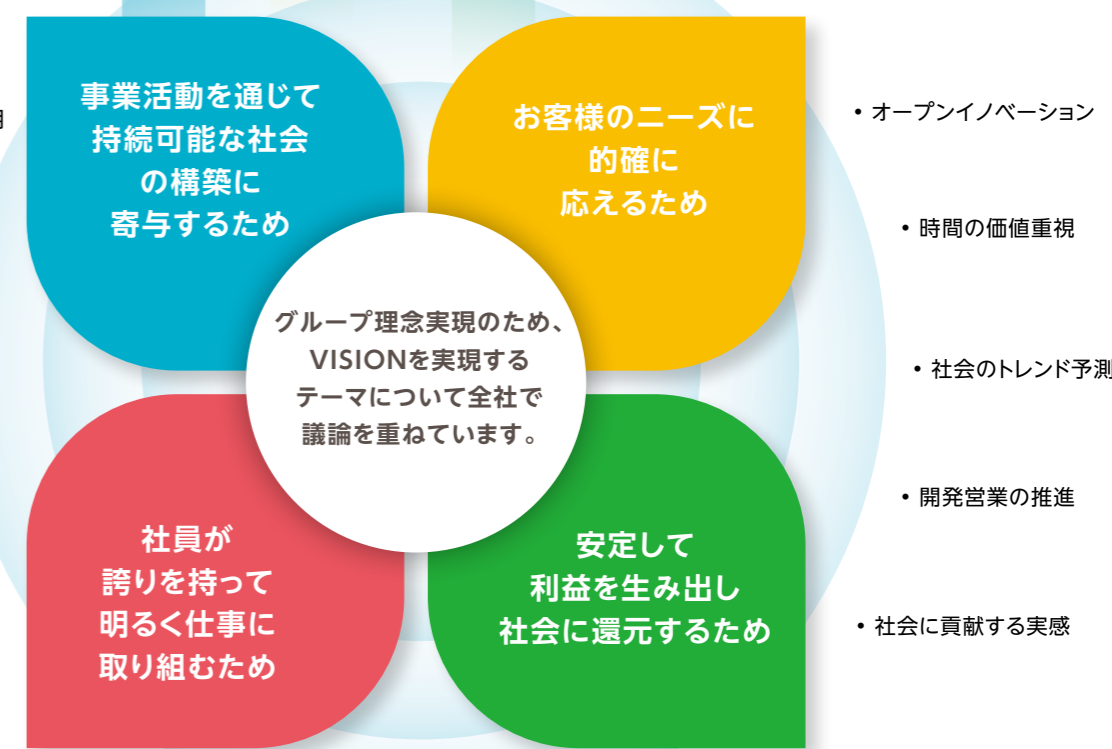 事業活動を通じて
持続可能な社会
の構築に
寄与するため
お客様のニーズに
的確に
応えるため
グループ理念実現のため、
VISIONを実現する
テーマについて全社で
議論を重ねています。
社員が
誇りを持って
明るく仕事に
取り組むため
安定して
利益を生み出し
社会に還元するため
• オープンイノベーション
• 時間の価値重視
• 社会のトレンド予測
• 開発営業の推進
• 社会に貢献する実感